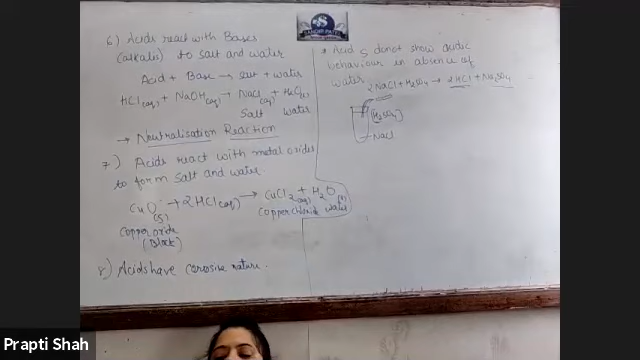 6) Acids react with Bases
(alkalis) to salt and water
Acid + Base → Salt + water
HCl(aq) + NaOH(aq) → NaCl(aq) + H2O(l)
Salt water
→ Neutralisation Reaction
7) Acids react with metal oxides
to form salt and water.
CuO(s) + 2HCl(aq) → CuCl2(aq) + H2O(l)
Copper oxide
(Black)
Copper chloride water
8) Acids have corrosive nature.
SANDIP PATEL
* Acids donot show acidic
behaviour in absence of
water
2NaCl + H2SO4 → 2HCl + Na2SO4
(H2SO4)
NaCl
Prapti Shah